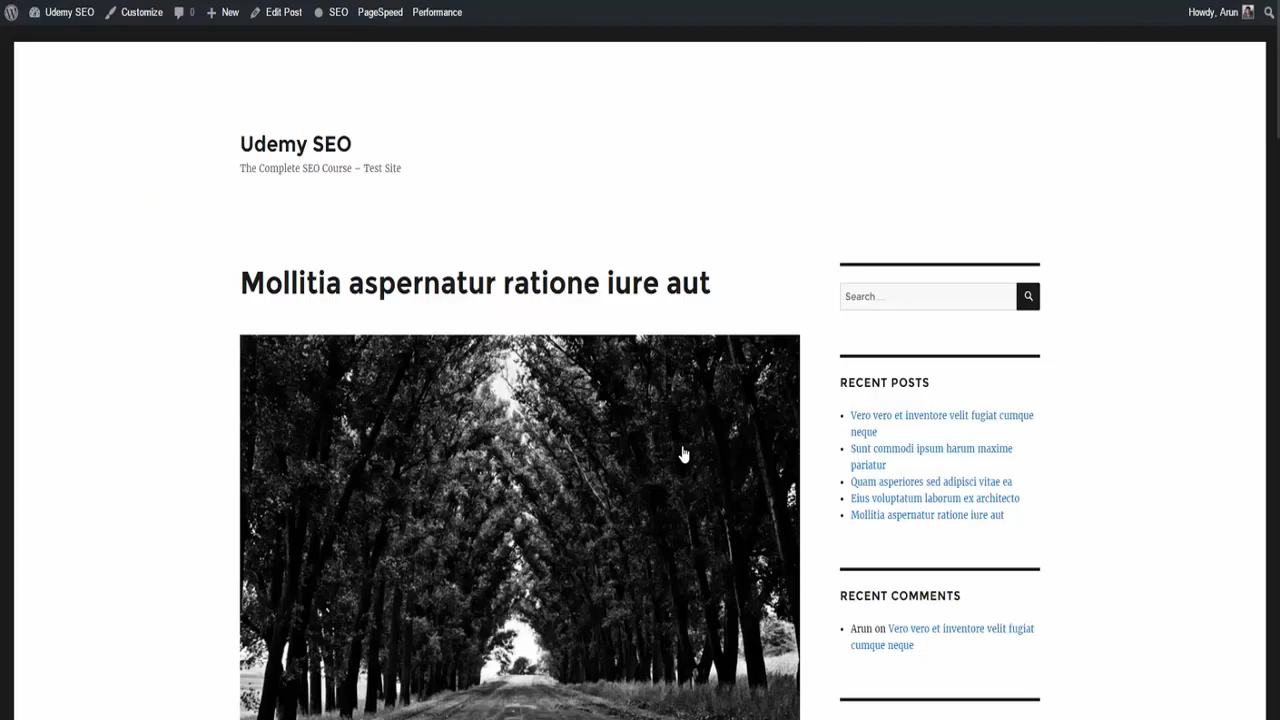 Udemy SEO Customize 0 New Edit Post SEO PageSpeed Performance Howdy, Arun
Udemy SEO
The Complete SEO Course – Test Site
Mollitia aspernatur ratione iure aut
Search …
RECENT POSTS
Vero vero et inventore velit fugiat cumque
neque
Sunt commodi ipsum harum maxime
pariatur
Quam asperiores sed adipisci vitae ea
Eius voluptatum laborum ex architecto
Mollitia aspernatur ratione iure aut
RECENT COMMENTS
Arun on Vero vero et inventore velit fugiat
cumque neque